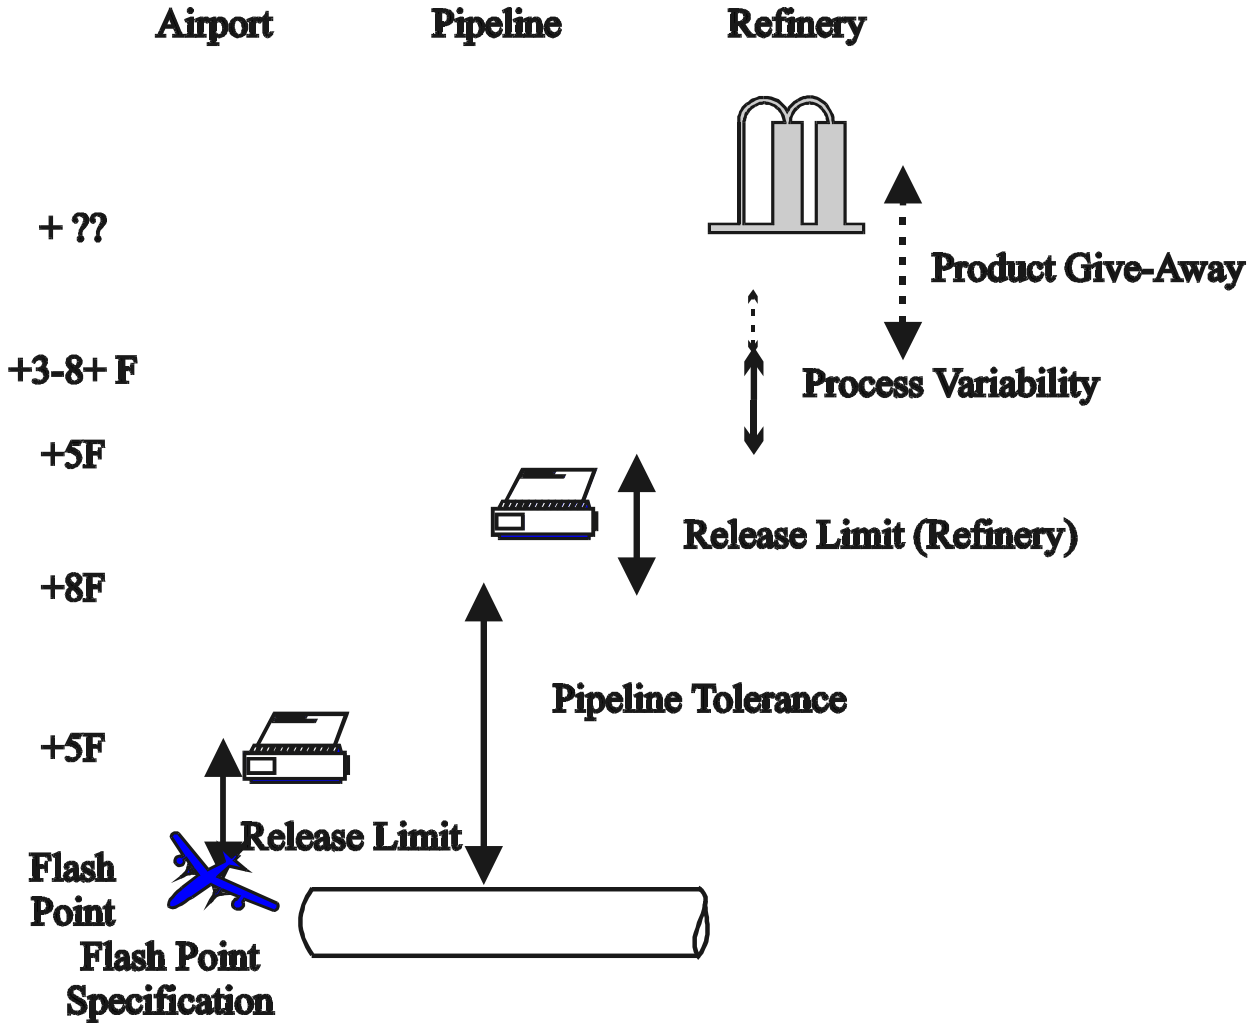 Airport Pipeline Refinery
+ ??
Product Give-Away
+3-8+ F
Process Variability
+5F
Release Limit (Refinery)
+8F
Pipeline Tolerance
+5F
Release Limit
Flash
Point
Flash Point
Specification